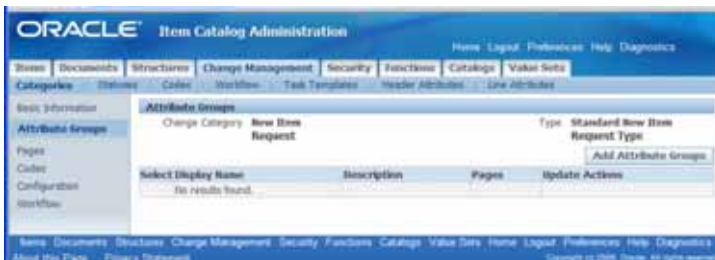 ORACLE Item Catalog Administration
Home Logout Preferences Help Diagnostics
Items Documents Structures Change Management Security Functions Catalogs Value Sets
Categories Statuses Codes Workflow Task Templates Header Attributes Line Attributes
Basic Information
Attribute Groups
Pages
Codes
Configuration
Workflow
Attribute Groups
Change Category New Item Request
Type Standard New Item Request Type
Add Attribute Groups
Select Display Name Description Pages Update Actions
No results found.
Items Documents Structures Change Management Security Functions Catalogs Value Sets Home Logout Preferences Help Diagnostics
About this Page Privacy Statement